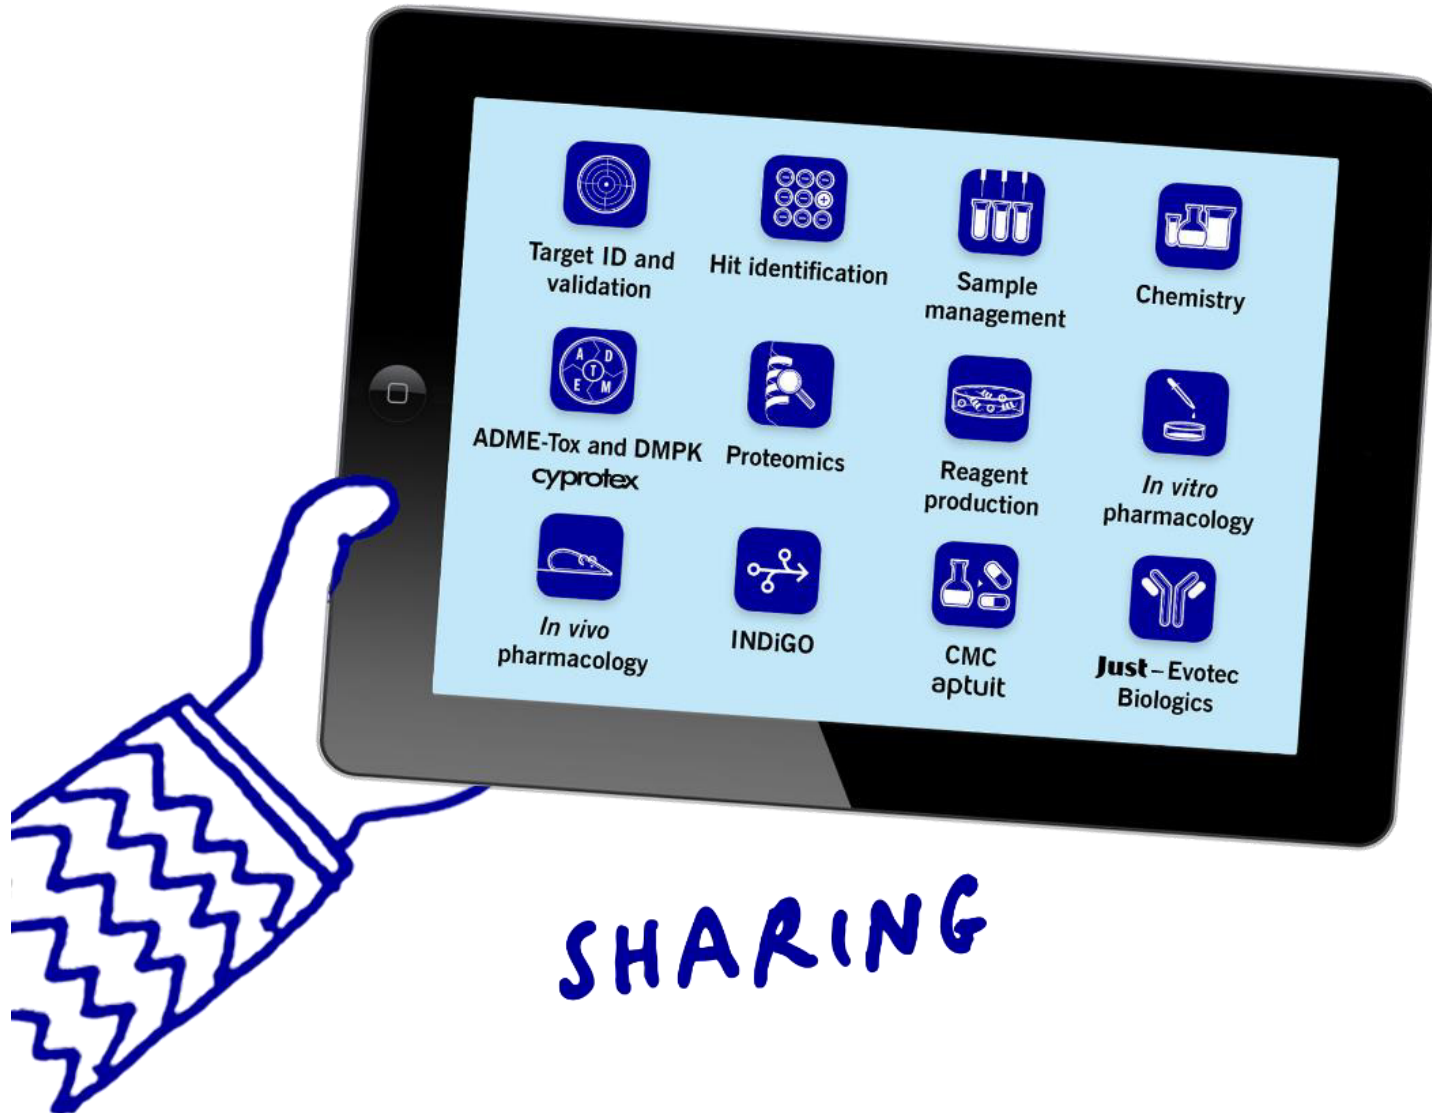 Target ID and
validation
Hit identification
Sample
management
Chemistry
A D
T
E M
ADME-Tox and DMPK
cyprotex
Proteomics
Reagent
production
In vitro
pharmacology
In vivo
pharmacology
INDiGO
CMC
aptuit
Just – Evotec
Biologics
SHARING